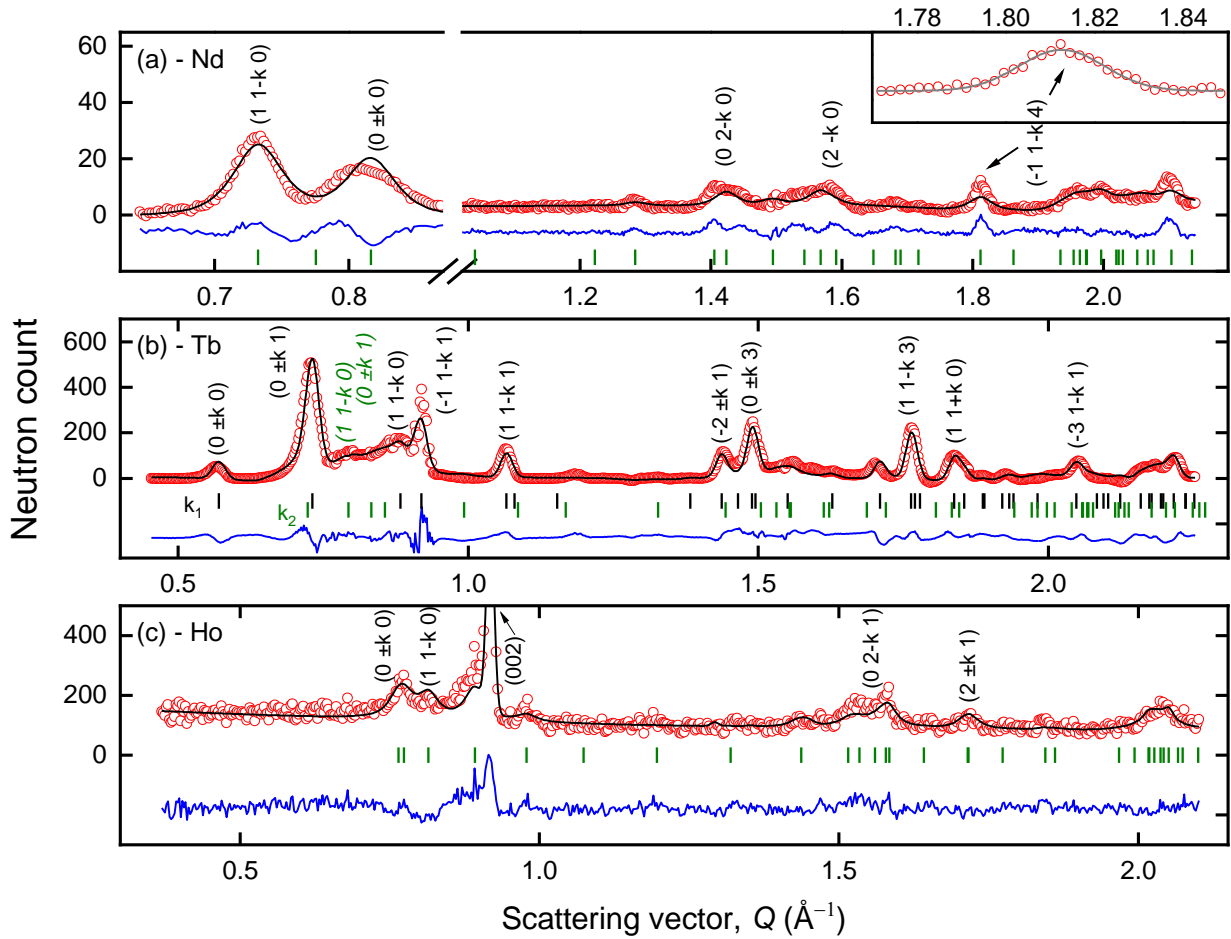 1.78 1.80 1.82 1.84
(a) - Nd
60
40
20
0
(1 1-k 0)
(0 ±k 0)
(0 2-k 0)
(2 -k 0)
(-1 1-k 4)
0.7 0.8 1.2 1.4 1.6 1.8 2.0
(b) - Tb
600
400
200
0
(0 ±k 0)
(0 ±k 1)
(1 1-k 0)
(0 ±k 1)
(1 1-k 0)
(-1 1-k 1)
(1 1-k 1)
(-2 ±k 1)
(0 ±k 3)
(1 1-k 3)
(1 1+k 0)
(-3 1-k 1)
k1
k2
0.5 1.0 1.5 2.0
(c) - Ho
400
200
0
(0 ±k 0)
(1 1-k 0)
(002)
(0 2-k 1)
(2 ±k 1)
0.5 1.0 1.5 2.0
Neutron count
Scattering vector, Q (Å⁻¹)